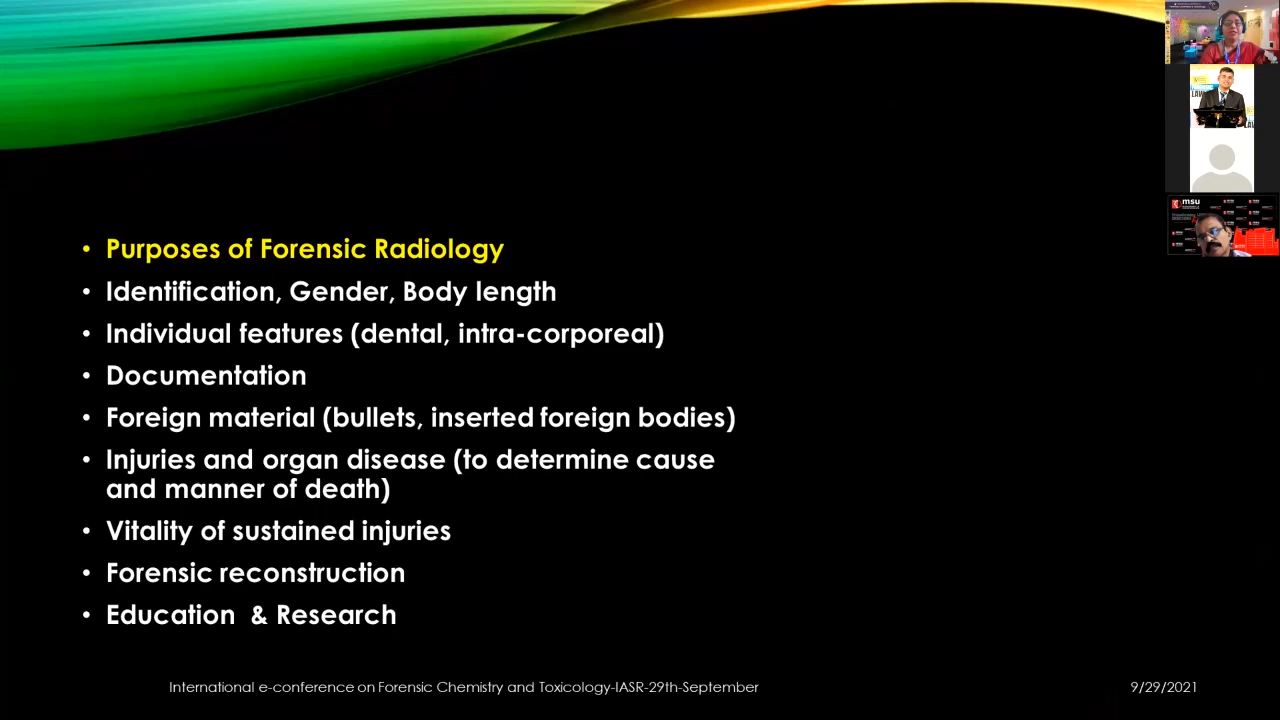 • Purposes of Forensic Radiology
• Identification, Gender, Body length
• Individual features (dental, intra-corporeal)
• Documentation
• Foreign material (bullets, inserted foreign bodies)
• Injuries and organ disease (to determine cause
and manner of death)
• Vitality of sustained injuries
• Forensic reconstruction
• Education & Research
International e-conference on Forensic Chemistry and Toxicology-IASR-29th-September
9/29/2021
LAW
msu